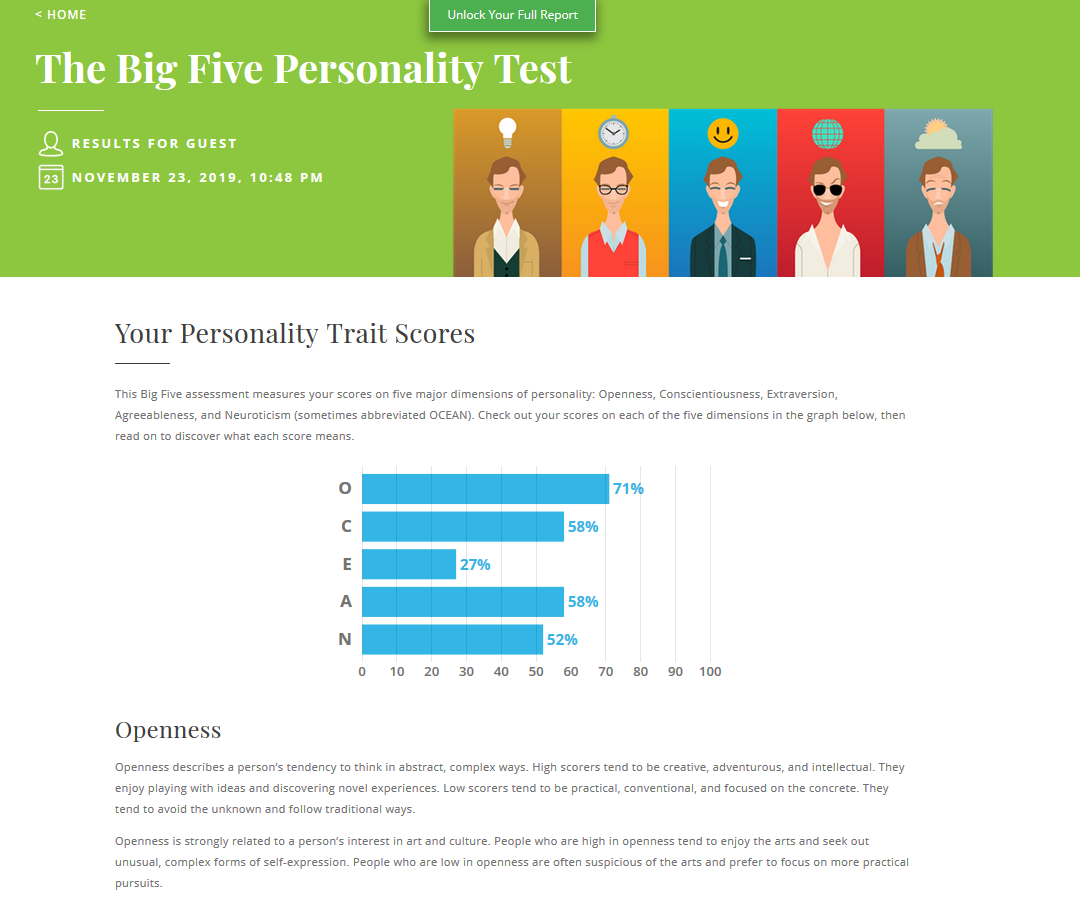 < HOME
Unlock Your Full Report
The Big Five Personality Test
RESULTS FOR GUEST
23 NOVEMBER 23, 2019, 10:48 PM
Your Personality Trait Scores
This Big Five assessment measures your scores on five major dimensions of personality: Openness, Conscientiousness, Extraversion,
Agreeableness, and Neuroticism (sometimes abbreviated OCEAN). Check out your scores on each of the five dimensions in the graph below, then
read on to discover what each score means.
O 71%
C 58%
E 27%
A 58%
N 52%
0 10 20 30 40 50 60 70 80 90 100
Openness
Openness describes a person’s tendency to think in abstract, complex ways. High scorers tend to be creative, adventurous, and intellectual. They
enjoy playing with ideas and discovering novel experiences. Low scorers tend to be practical, conventional, and focused on the concrete. They
tend to avoid the unknown and follow traditional ways.
Openness is strongly related to a person’s interest in art and culture. People who are high in openness tend to enjoy the arts and seek out
unusual, complex forms of self-expression. People who are low in openness are often suspicious of the arts and prefer to focus on more practical
pursuits.